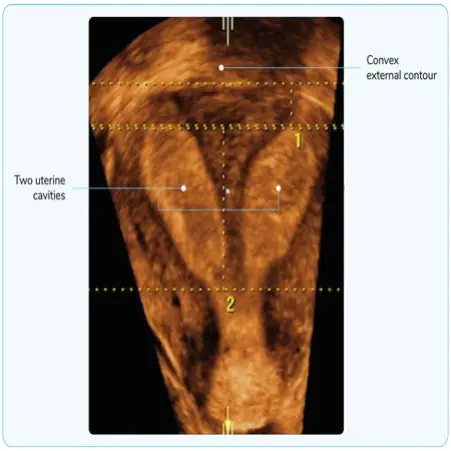 Convex
external contour
1
Two uterine
cavities
2